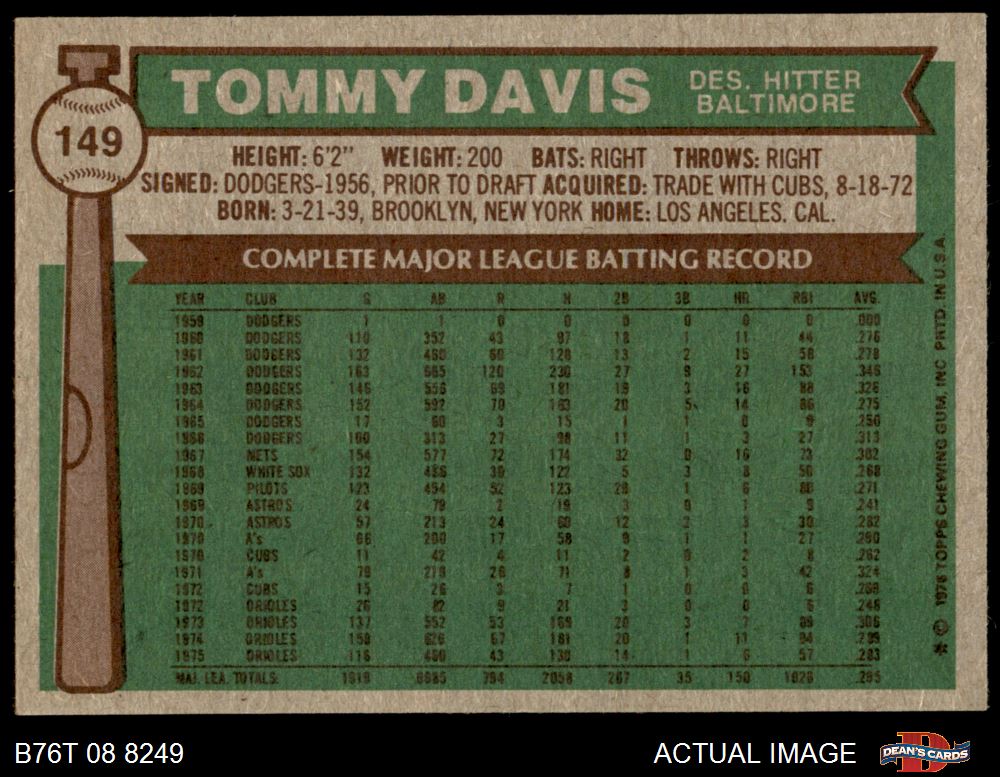 TOMMY DAVIS
DES. HITTER
BALTIMORE
149
HEIGHT: 6'2" WEIGHT: 200 BATS: RIGHT THROWS: RIGHT
SIGNED: DODGERS-1956, PRIOR TO DRAFT ACQUIRED: TRADE WITH CUBS, 8-18-72
BORN: 3-21-39, BROOKLYN, NEW YORK HOME: LOS ANGELES. CAL.
COMPLETE MAJOR LEAGUE BATTING RECORD
YEAR CLUB G AB R H 2B 3B HR RBI AVG.
1959 DODGERS 1 1 0 0 0 0 0 0 .000
1960 DODGERS 110 352 43 97 18 1 11 44 .276
1961 DODGERS 132 460 60 128 13 2 15 58 .278
1962 DODGERS 163 665 120 230 27 9 27 153 .346
1963 DODGERS 146 556 69 181 19 3 16 88 .326
1964 DODGERS 152 592 70 163 20 5 14 86 .275
1965 DODGERS 17 60 3 15 1 1 0 9 .250
1966 DODGERS 100 313 27 98 11 1 3 27 .313
1967 NETS 154 577 72 174 32 0 16 73 .302
1968 WHITE SOX 132 456 30 122 5 3 8 50 .268
1969 PILOTS 123 454 52 123 29 1 6 80 .271
1969 ASTROS 24 79 2 19 3 0 1 9 .241
1970 ASTROS 57 213 24 60 12 2 3 30 .282
1970 A's 66 200 17 58 9 1 1 27 .290
1970 CUBS 11 42 4 11 2 0 2 8 .262
1971 A's 79 219 26 71 8 1 3 42 .324
1972 CUBS 15 26 3 7 1 0 0 6 .269
1972 ORIOLES 26 82 9 21 3 0 0 6 .246
1973 ORIOLES 137 552 53 169 20 3 7 89 .306
1974 ORIOLES 158 626 67 181 20 1 11 84 .289
1975 ORIOLES 116 460 43 130 14 1 6 57 .283
MAJ. LEA. TOTALS 1919 794 2058 267 35 150 .295
✻ © 1976 TOPPS CHEWING GUM, INC PRTD. IN U.S.A.
B76T 08 8249
ACTUAL IMAGE
DEAN'S CARDS